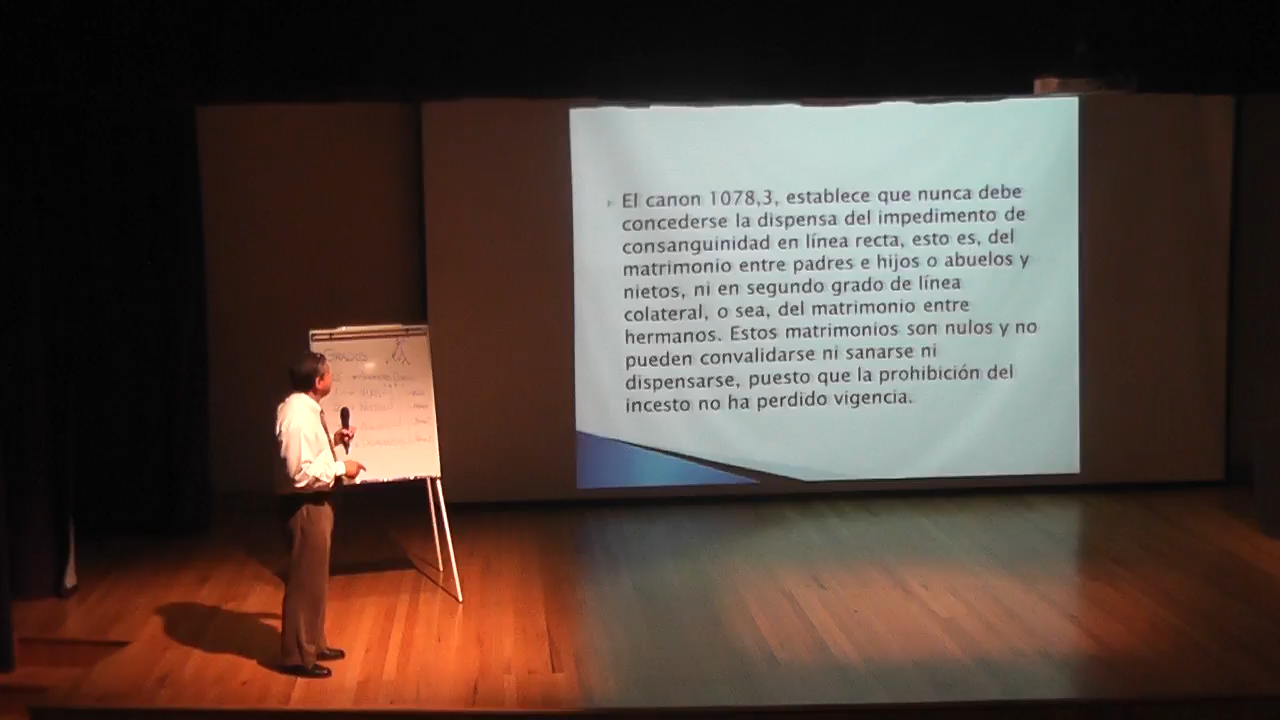 El canon 1078,3, establece que nunca debe
concederse la dispensa del impedimento de
consanguinidad en línea recta, esto es, del
matrimonio entre padres e hijos o abuelos y
nietos, ni en segundo grado de línea
colateral, o sea, del matrimonio entre
hermanos. Estos matrimonios son nulos y no
pueden convalidarse ni sanarse ni
dispensarse, puesto que la prohibición del
incesto no ha perdido vigencia.
GRADOS